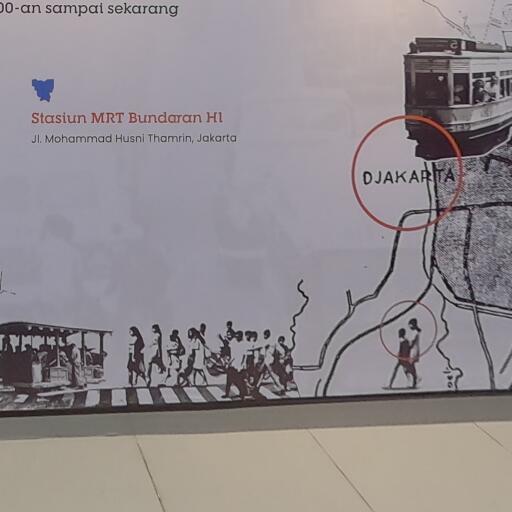 00-an sampai sekarang
Stasiun MRT Bundaran HI
Jl. Mohammad Husni Thamrin, Jakarta
DJAKARTA